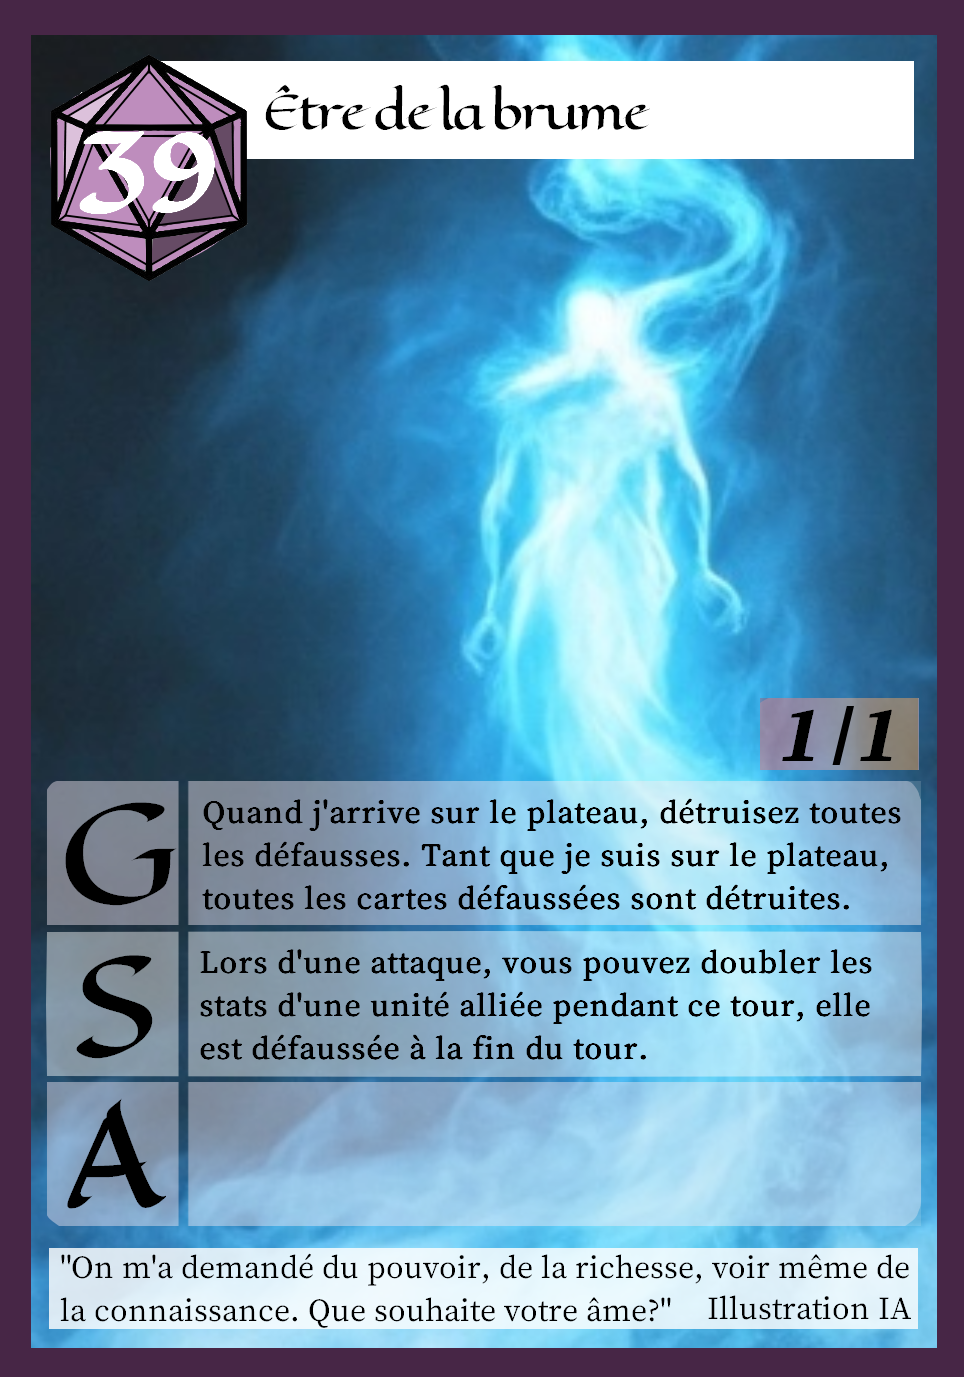 39
Être de la brume
1/1
G
Quand j'arrive sur le plateau, détruisez toutes
les défausses. Tant que je suis sur le plateau,
toutes les cartes défaussées sont détruites.
S
Lors d'une attaque, vous pouvez doubler les
stats d'une unité alliée pendant ce tour, elle
est défaussée à la fin du tour.
A
"On m'a demandé du pouvoir, de la richesse, voir même de
la connaissance. Que souhaite votre âme?" Illustration IA